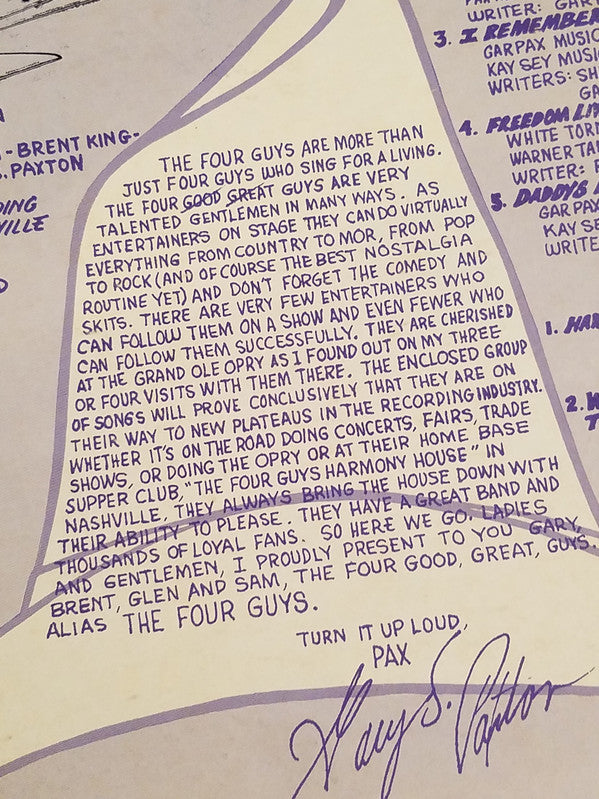 - BRENT KING-
PAXTON
THE FOUR GUYS ARE MORE THAN
JUST FOUR GUYS WHO SING FOR A LIVING.
THE FOUR GOOD GREAT GUYS ARE VERY
TALENTED GENTLEMEN IN MANY WAYS. AS
ENTERTAINERS ON STAGE THEY CAN DO VIRTUALLY
EVERYTHING FROM COUNTRY TO MOR, FROM POP
TO ROCK (AND OF COURSE THE BEST NOSTALGIA
ROUTINE YET) AND DON'T FORGET THE COMEDY AND
SKITS. THERE ARE VERY FEW ENTERTAINERS WHO
CAN FOLLOW THEM ON A SHOW AND EVEN FEWER WHO
CAN FOLLOW THEM SUCCESSFULLY. THEY ARE CHERISHED
AT THE GRAND OLE OPRY AS I FOUND OUT ON MY THREE
OR FOUR VISITS WITH THEM THERE. THE ENCLOSED GROUP
OF SONGS WILL PROVE CONCLUSIVELY THAT THEY ARE ON
THEIR WAY TO NEW PLATEAUS IN THE RECORDING INDUSTRY.
WHETHER IT'S ON THE ROAD DOING CONCERTS, FAIRS, TRADE
SHOWS, OR DOING THE OPRY OR AT THEIR HOME BASE
SUPPER CLUB, "THE FOUR GUYS HARMONY HOUSE" IN
NASHVILLE, THEY ALWAYS BRING THE HOUSE DOWN WITH
THEIR ABILITY TO PLEASE. THEY HAVE A GREAT BAND AND
THOUSANDS OF LOYAL FANS. SO HERE WE GO, LADIES
AND GENTLEMEN, I PROUDLY PRESENT TO YOU GARY,
BRENT, GLEN AND SAM, THE FOUR GOOD, GREAT, GUYS.
ALIAS THE FOUR GUYS.
TURN IT UP LOUD,
PAX
Gary S. Paxton
WRITER:
3. I REMEMBER
GARPAX MUSIC
KAY SEY MUSIC
WRITERS:
4. FREEDOM
WHITE
WARNER
WRITER:
5. DADDYS
GARPAX
KAY
1.
2.